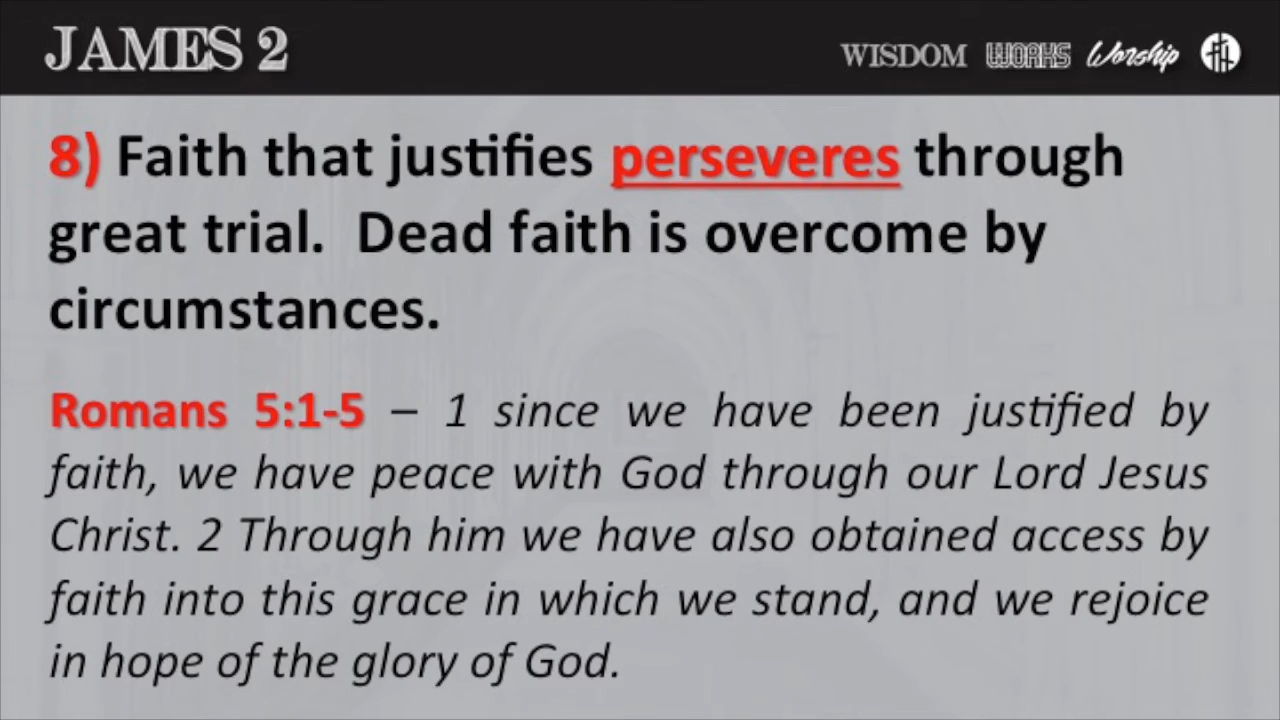 JAMES 2
WISDOM WORKS Worship
8) Faith that justifies perseveres through
great trial. Dead faith is overcome by
circumstances.
Romans 5:1-5 – 1 since we have been justified by
faith, we have peace with God through our Lord Jesus
Christ. 2 Through him we have also obtained access by
faith into this grace in which we stand, and we rejoice
in hope of the glory of God.